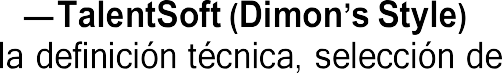 —TalentSoft (Dimon's Style)
la definición técnica, selección de